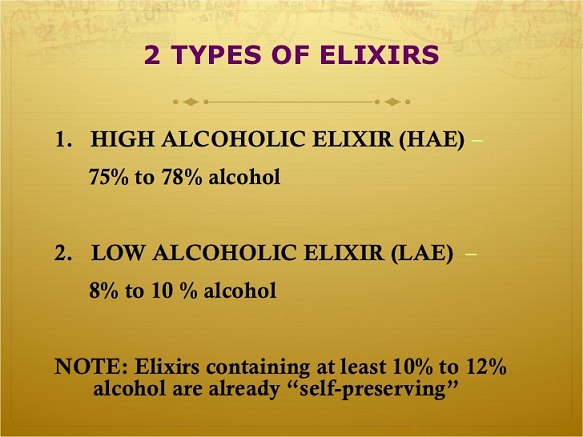 2 TYPES OF ELIXIRS
1. HIGH ALCOHOLIC ELIXIR (HAE) –
75% to 78% alcohol
2. LOW ALCOHOLIC ELIXIR (LAE) –
8% to 10 % alcohol
NOTE: Elixirs containing at least 10% to 12%
alcohol are already “self-preserving”